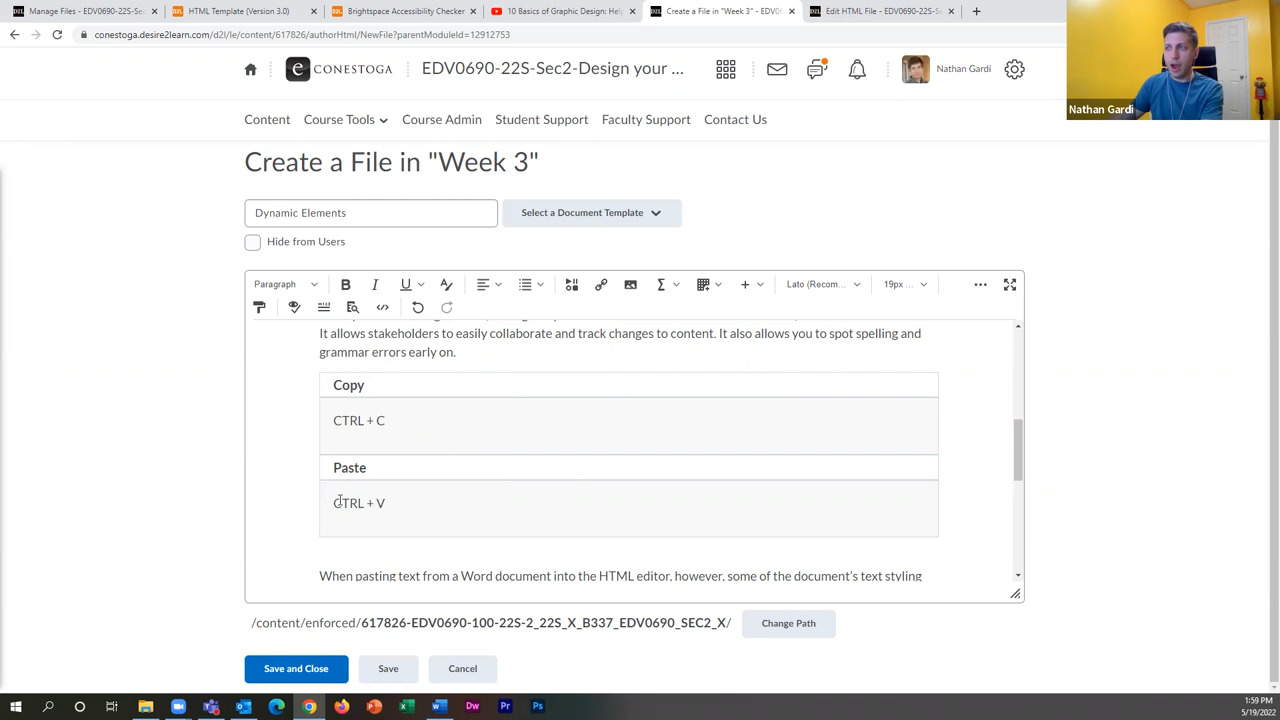 Manage Files - EDV0690-22S-Se
HTML Template (Version 3.0)
Brightspace Accessibility Checker
10 Basics of Graphic Design: Hel
Create a File in "Week 3" - EDV0
Edit HTML File - EDV0690-22S-Se
conestoga.desire2learn.com/d2l/le/content/617826/authorHtml/NewFile?parentModuleId=12912753
CONESTOGA
EDV0690-22S-Sec2-Design your ...
Nathan Gardi
Nathan Gardi
Content
Course Tools
Course Admin
Student Support
Faculty Support
Contact Us
Create a File in "Week 3"
Dynamic Elements
Select a Document Template
Hide from Users
Paragraph
B I U
Lato (Recom...
19px ...
It allows stakeholders to easily collaborate and track changes to content. It also allows you to spot spelling and
grammar errors early on.
Copy
CTRL + C
Paste
CTRL + V
When pasting text from a Word document into the HTML editor, however, some of the document's text styling
/content/enforced/617826-EDV0690-100-22S-2_22S_X_B337_EDV0690_SEC2_X/
Change Path
Save and Close
Save
Cancel
1:59 PM
5/19/2022